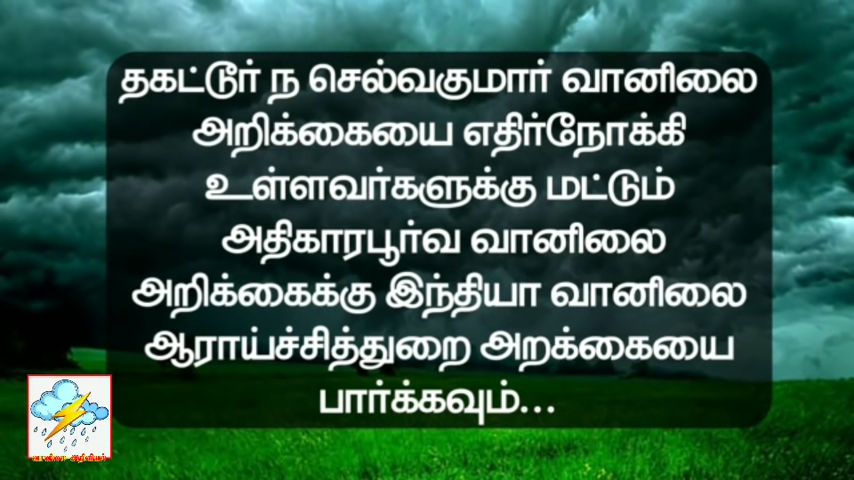 தகட்டூர் ந செல்வகுமார் வானிலை
அறிக்கையை எதிர்நோக்கி
உள்ளவர்களுக்கு மட்டும்
அதிகாரபூர்வ வானிலை
அறிக்கைக்கு இந்தியா வானிலை
ஆராய்ச்சித்துறை அறக்கையை
பார்க்கவும்...